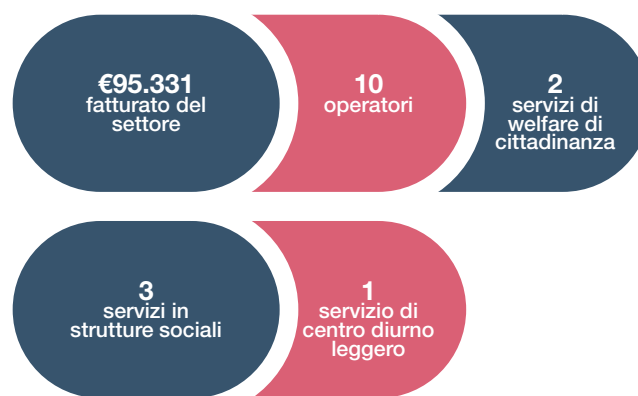 €95.331
fatturato del
settore
10
operatori
2
servizi di
welfare di
cittadinanza
3
servizi in
strutture sociali
1
servizio di
centro diurno
leggero